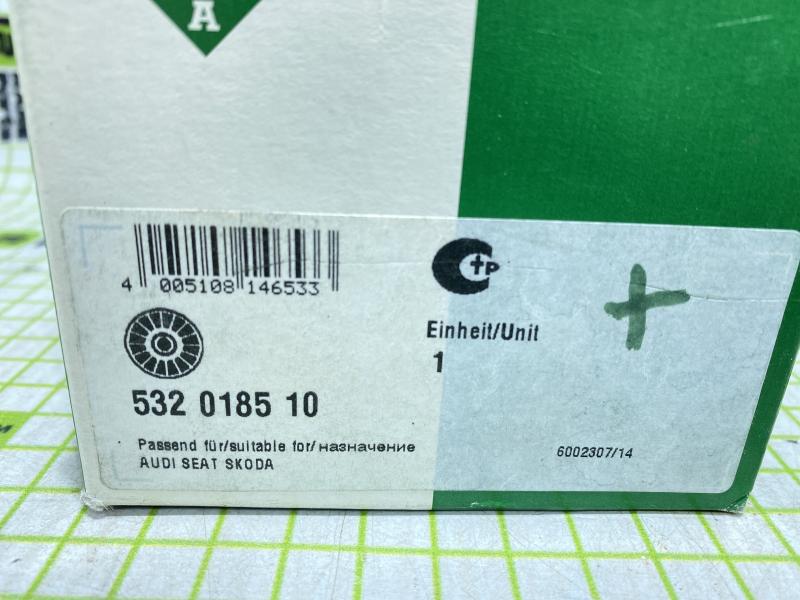 A
4 005108 146533
Einheit/Unit
1
532 0185 10
Passend für/suitable for/назначение
AUDI SEAT SKODA
6002307/14